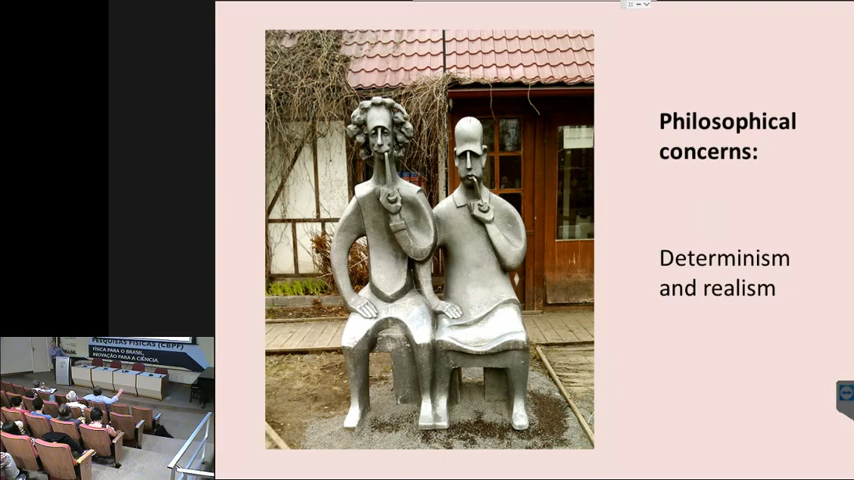 Philosophical
concerns:
Determinism
and realism
PESQUISAS FÍSICAS (CBPF)
FÍSICA PARA O BRASIL,
INOVAÇÃO PARA A CIÊNCIA.